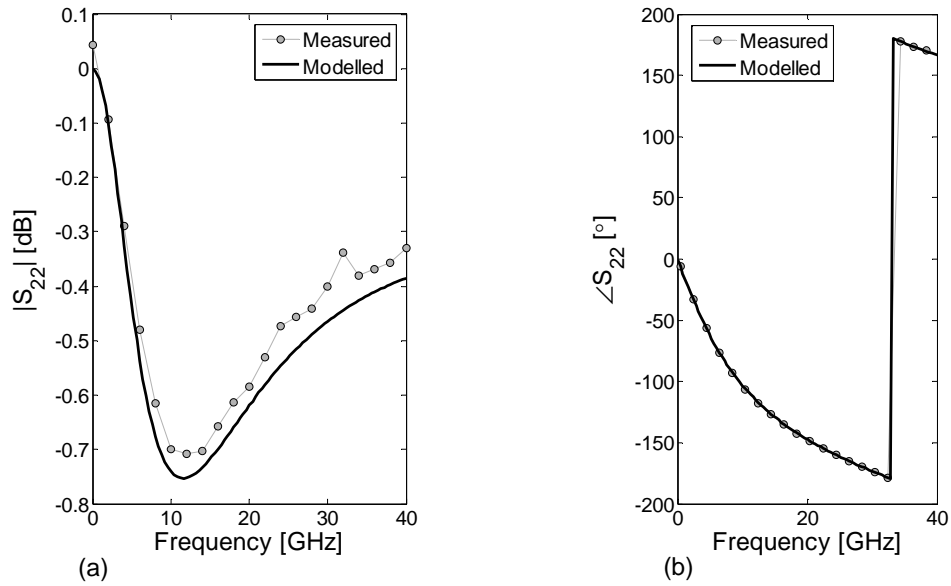 0.1
0
-0.1
-0.2
-0.3
-0.4
-0.5
-0.6
-0.7
-0.8
|S22| [dB]
Measured
Modelled
0 10 20 30 40
Frequency [GHz]
(a)
200
150
100
50
0
-50
-100
-150
-200
∠S22 [°]
Measured
Modelled
0 20 40
Frequency [GHz]
(b)